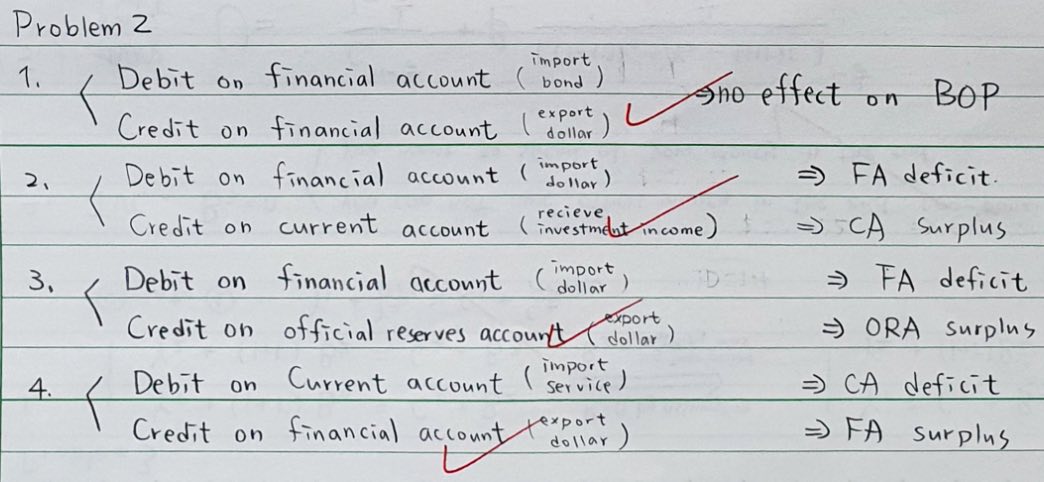 Problem 2
1. Debit on financial account (import bond)
Credit on financial account (export dollar) ⇒no effect on BOP
2. Debit on financial account (import dollar) ⇒ FA deficit.
Credit on current account (recieve investment income) ⇒ CA surplus
3. Debit on financial account (import dollar) ⇒ FA deficit
Credit on official reserves account (export dollar) ⇒ ORA surplus
4. Debit on Current account (import service) ⇒ CA deficit
Credit on financial account (export dollar) ⇒ FA surplus